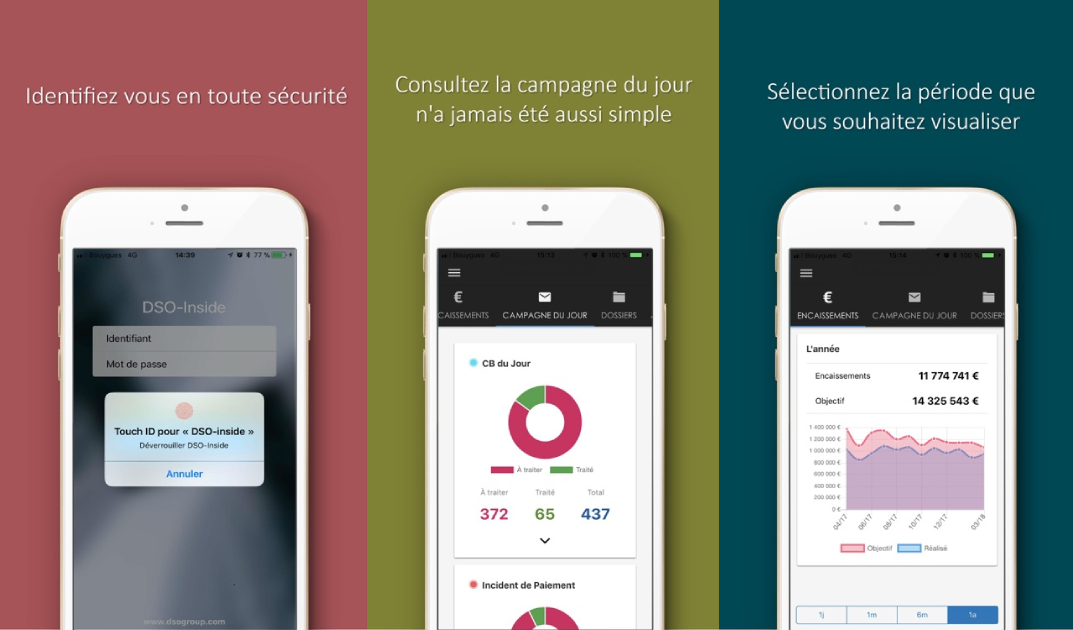 Identifiez vous en toute sécurité
Bouygues 4G 14:39 77 %
DSO-Inside
Identifiant
Mot de passe
Touch ID pour « DSO-inside »
Déverrouiller DSO-Inside
Annuler
www.dsogroup.com
Consultez la campagne du jour
n'a jamais été aussi simple
Bouygues 4G 15:13 100 %
€
CAISSEMENTS CAMPAGNE DU JOUR DOSSIERS
CB du Jour
À traiter Traité
À traiter Traité Total
372 65 437
Incident de Paiement
Sélectionnez la période que
vous souhaitez visualiser
Bouygues 4G 15:14 100 %
€
ENCAISSEMENTS CAMPAGNE DU JOUR DOSSIERS
L'année
Encaissements 11 774 741 €
Objectif 14 325 543 €
1 400 000 €
1 200 000 €
1 000 000 €
800 000 €
600 000 €
400 000 €
200 000 €
0 €
04/17 06/17 08/17 10/17 12/17 03/18
Objectif Réalisé
1j 1m 6m 1a